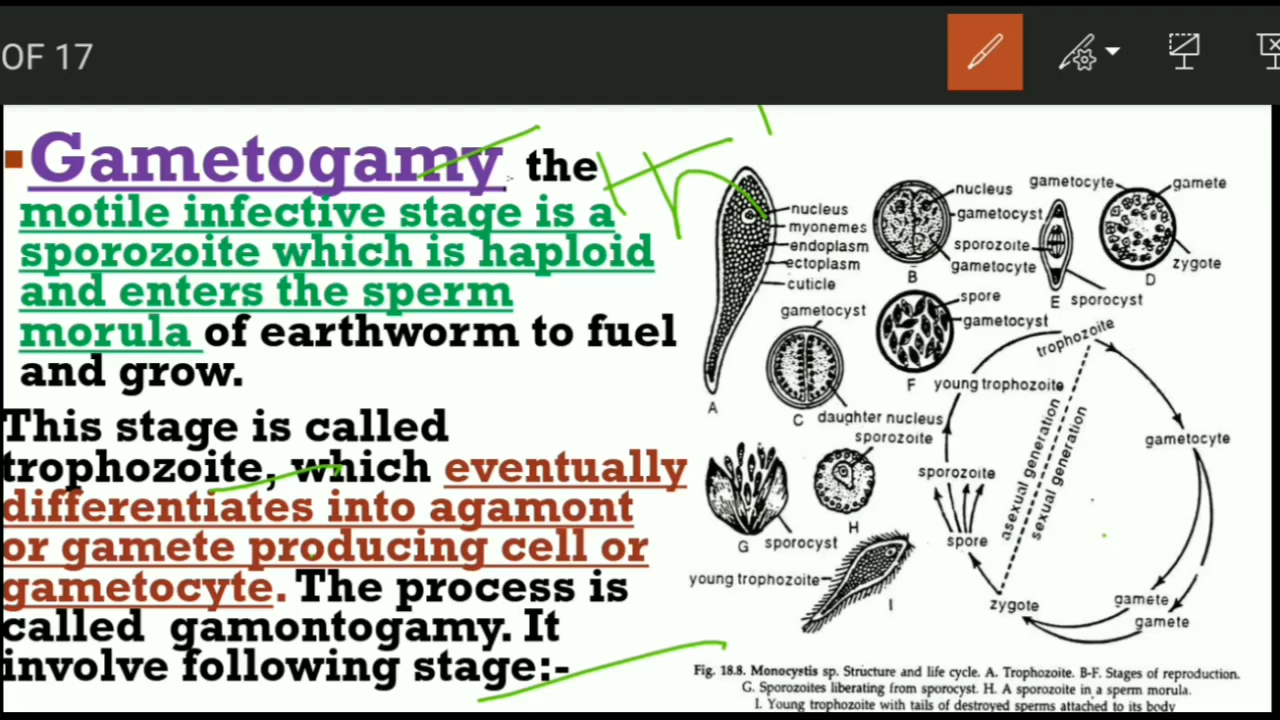 OF 17
Gametogamy the
motile infective stage is a
sporozoite which is haploid
and enters the sperm
morula of earthworm to fuel
and grow.
This stage is called
trophozoite, which eventually
differentiates into agamont
or gamete producing cell or
gametocyte. The process is
called gamontogamy. It
involve following stage:-
nucleus
myonemes
endoplasm
ectoplasm
cuticle
A
nucleus
gametocyst
gametocyte
B
sporozoite
E sporocyst
gametocyte
gamete
zygote
D
gametocyst
C daughter nucleus
spore
gametocyst
F
G sporocyst
sporozoite
H
young trophozoite
I
trophozoite
young trophozoite
sporozoite
spore
zygote
asexual generation
sexual generation
gametocyte
gamete
gamete
Fig. 18.8. Monocystis sp. Structure and life cycle. A. Trophozoite. B-F. Stages of reproduction.
G. Sporozoites liberating from sporocyst. H. A sporozoite in a sperm morula.
I. Young trophozoite with tails of destroyed sperms attached to its body